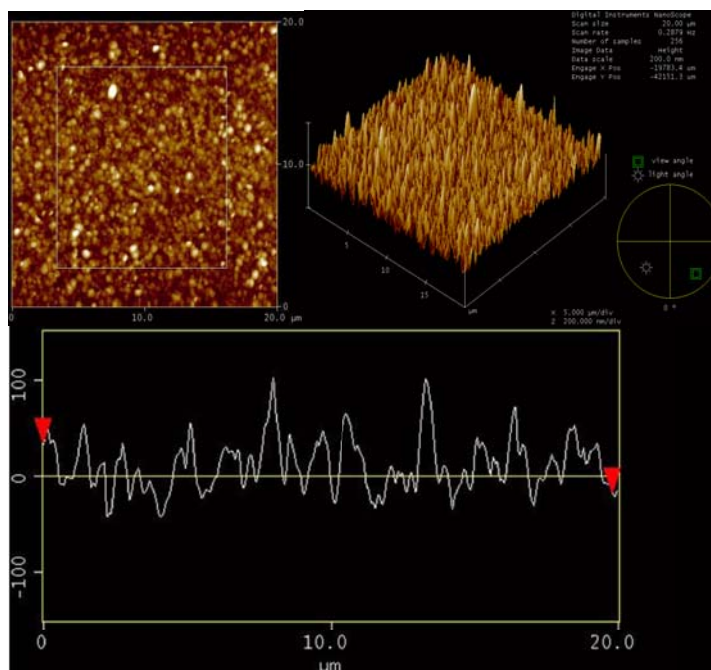 20.0
10.0
0
0
10.0
20.0 μm
5
10
15
μm
Digital Instruments NanoScope
Scan size 20.00 μm
Scan rate 0.2879 Hz
Number of samples 256
Image Data Height
Data scale 200.0 nm
Engage X Pos -19783.4 um
Engage Y Pos -42151.3 um
view angle
light angle
X 5.000 μm/div
Z 200.000 nm/div
0 °
100
0
-100
0
10.0
20.0
μm